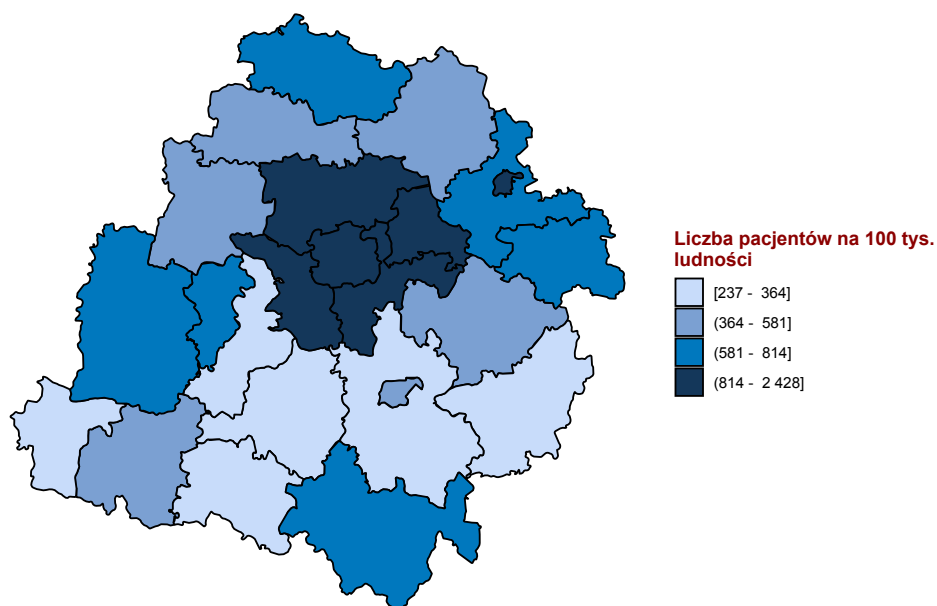 Liczba pacjentów na 100 tys.
ludności
[237 - 364]
(364 - 581]
(581 - 814]
(814 - 2 428]